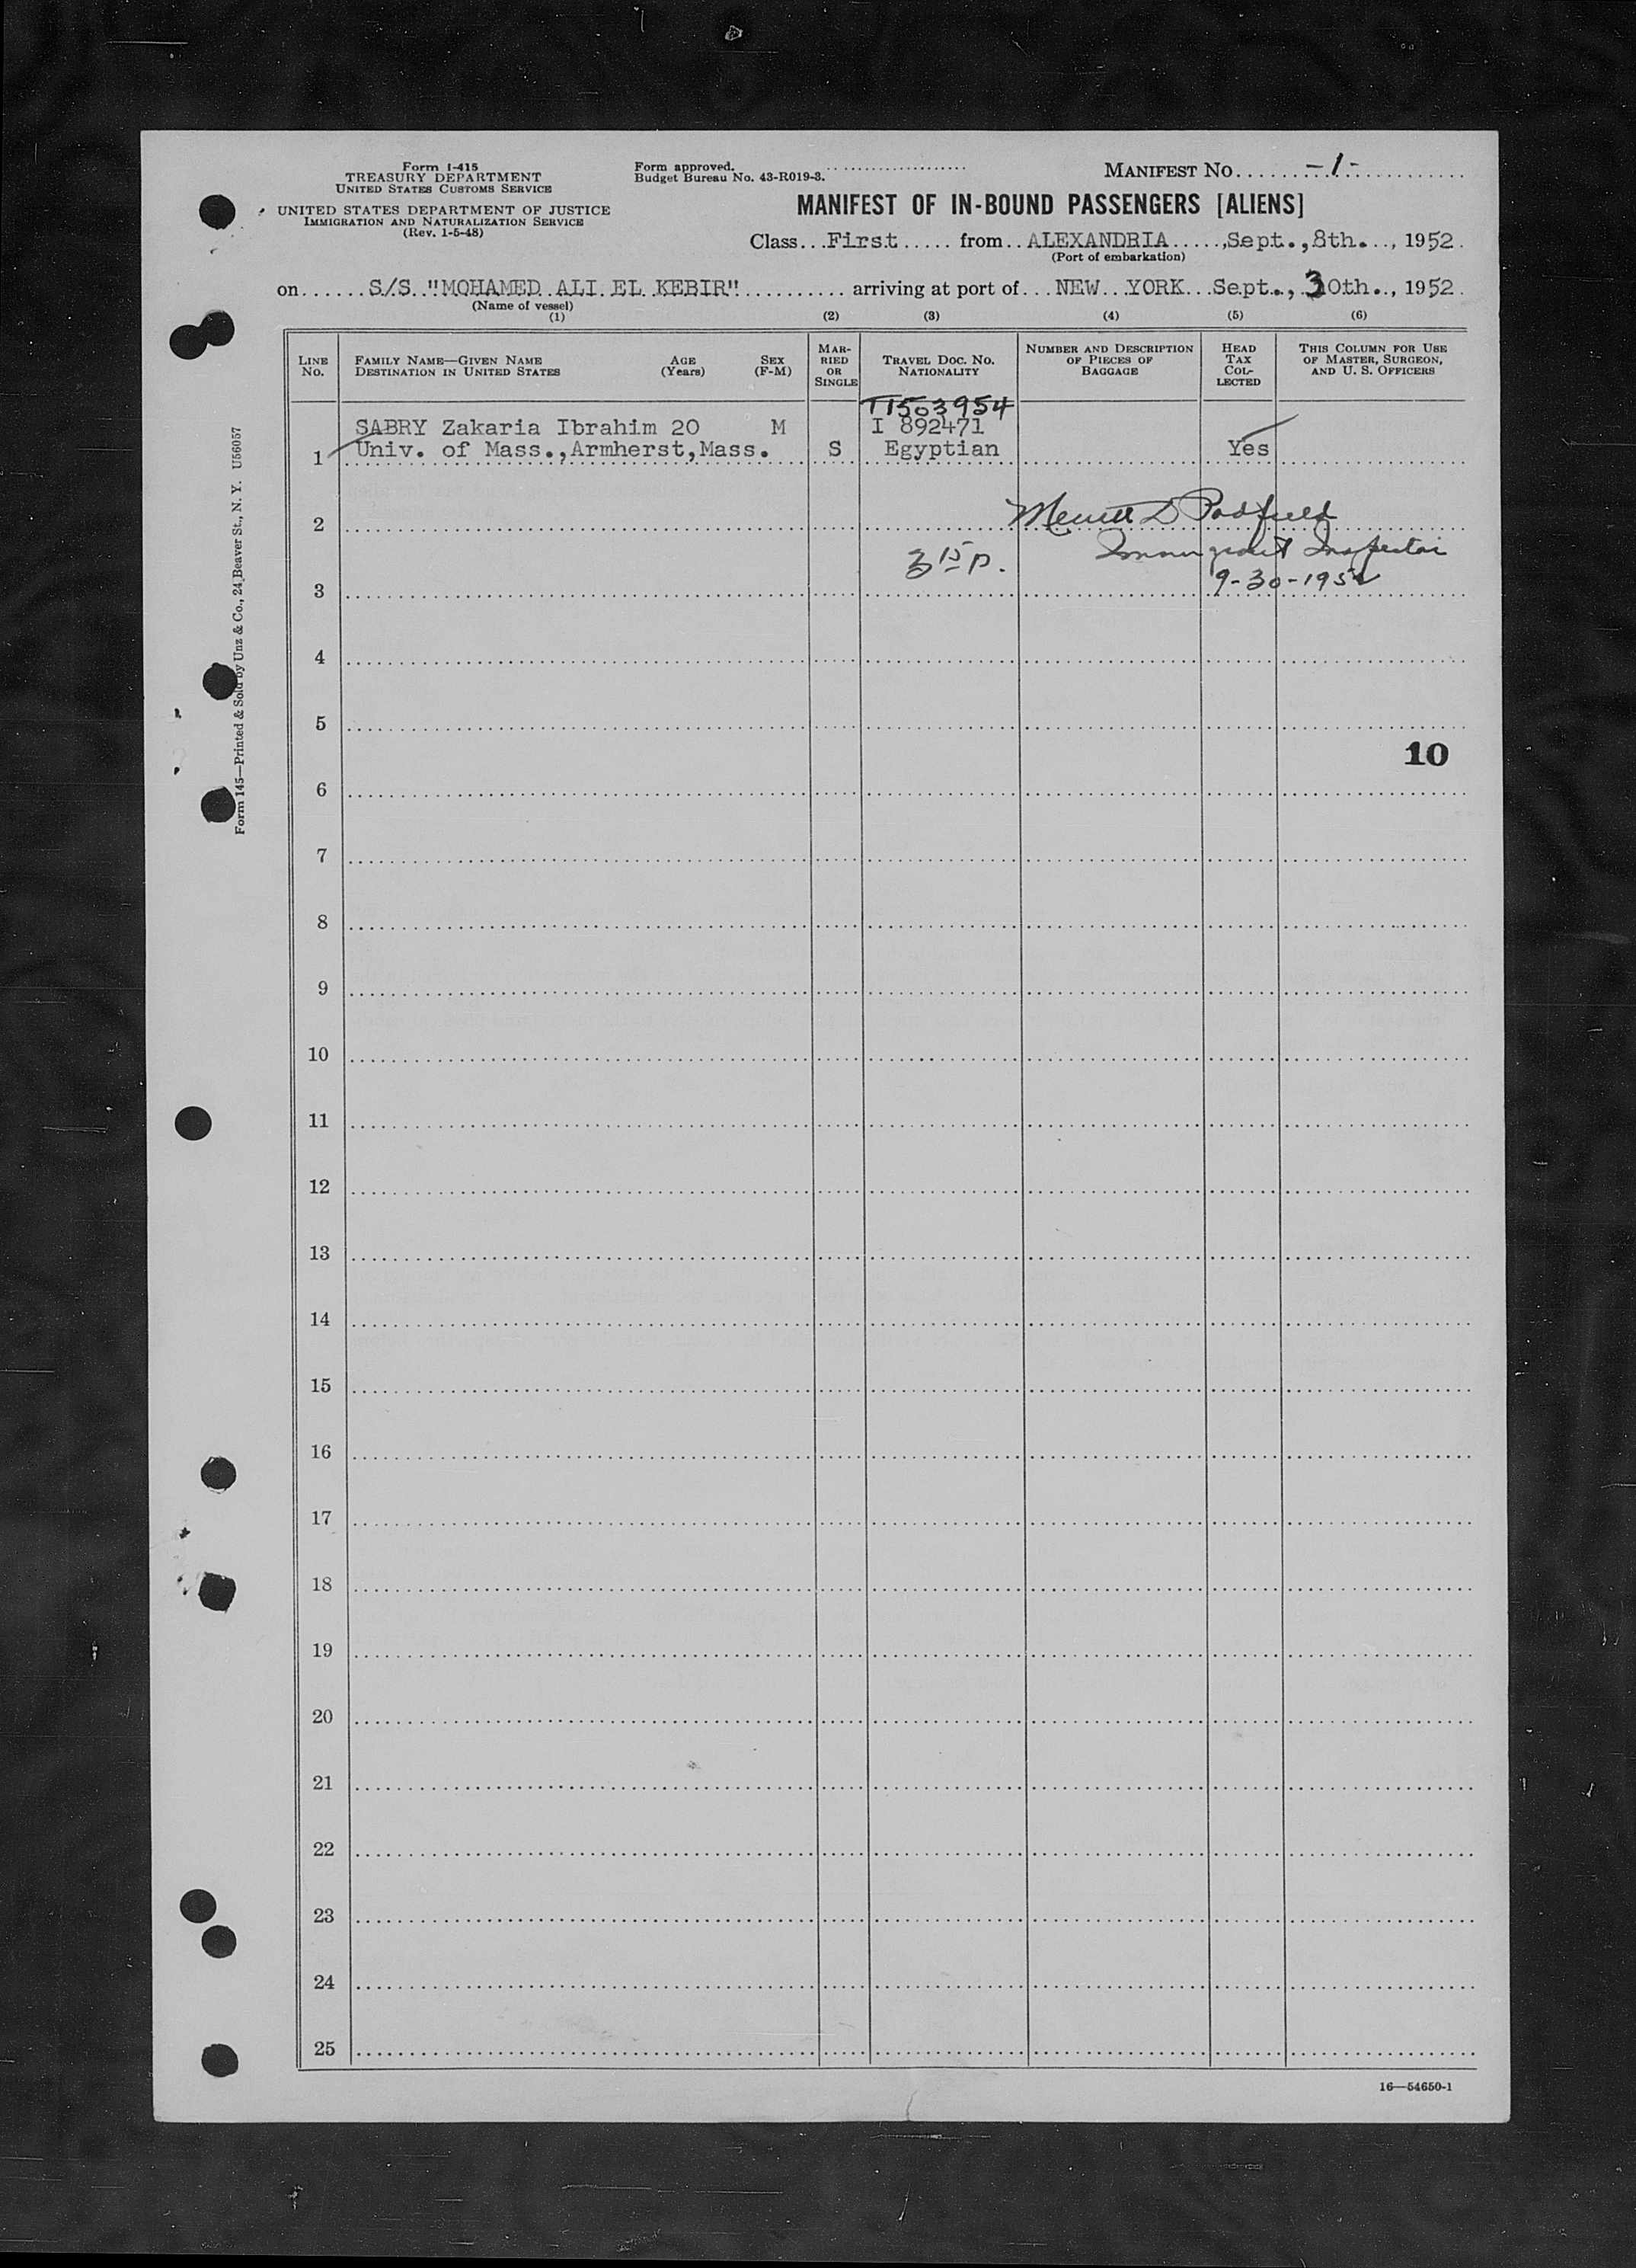 Form I-415
TREASURY DEPARTMENT
UNITED STATES CUSTOMS SERVICE
UNITED STATES DEPARTMENT OF JUSTICE
IMMIGRATION AND NATURALIZATION SERVICE
(Rev. 1-5-48)
Form approved.
Budget Bureau No. 43-R019-3.
MANIFEST NO. -1-
MANIFEST OF IN-BOUND PASSENGERS [ALIENS]
Class First from ALEXANDRIA, Sept., 8th., 1952.
(Port of embarkation)
on S/S "MOHAMED ALI EL KEBIR" arriving at port of NEW YORK Sept., 30th., 1952.
(Name of vessel)
(1) (2) (3) (4) (5) (6)
LINE NO.
FAMILY NAME—GIVEN NAME
DESTINATION IN UNITED STATES
AGE (Years)
SEX (F-M)
MARRIED OR SINGLE
TRAVEL DOC. NO. NATIONALITY
NUMBER AND DESCRIPTION OF PIECES OF BAGGAGE
HEAD TAX COLLECTED
THIS COLUMN FOR USE OF MASTER, SURGEON, AND U. S. OFFICERS
T1503954
SABRY Zakaria Ibrahim 20 M I 892471
1 Univ. of Mass.,Armherst,Mass. S Egyptian Yes
Merritt D Padfield
2
3 15 p. Immigrant Inspector
9-30-1952
3
4
5
10
6
7
8
9
10
11
12
13
14
15
16
17
18
19
20
21
22
23
24
25
16—54650-1
Form 145—Printed & Sold by Unz & Co., 24 Beaver St., N. Y. U56057